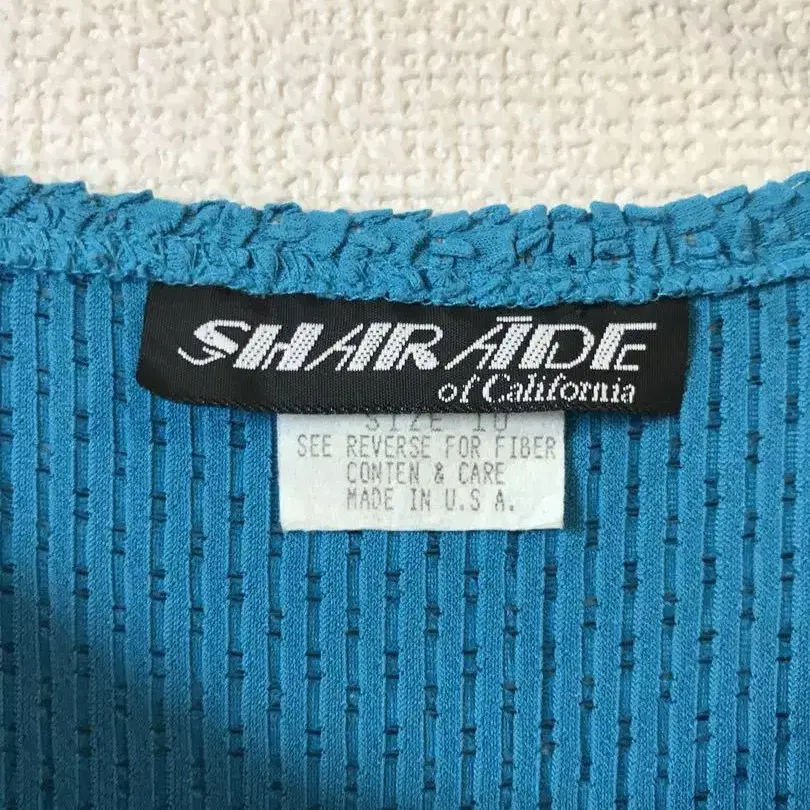 SHARĀDE
of California
SIZE 10
SEE REVERSE FOR FIBER
CONTEN & CARE
MADE IN U.S A.